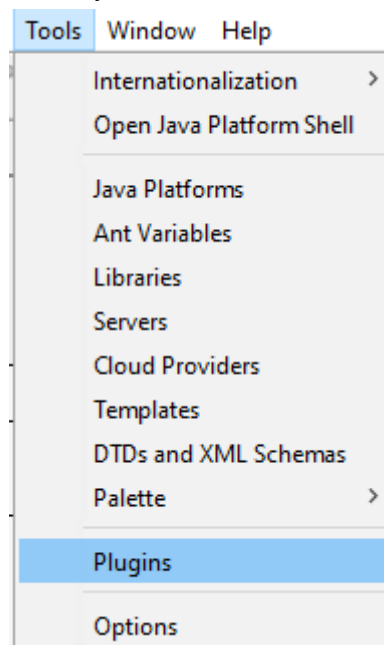 Tools Window Help
Internationalization >
Open Java Platform Shell
Java Platforms
Ant Variables
Libraries
Servers
Cloud Providers
Templates
DTDs and XML Schemas
Palette >
Plugins
Options